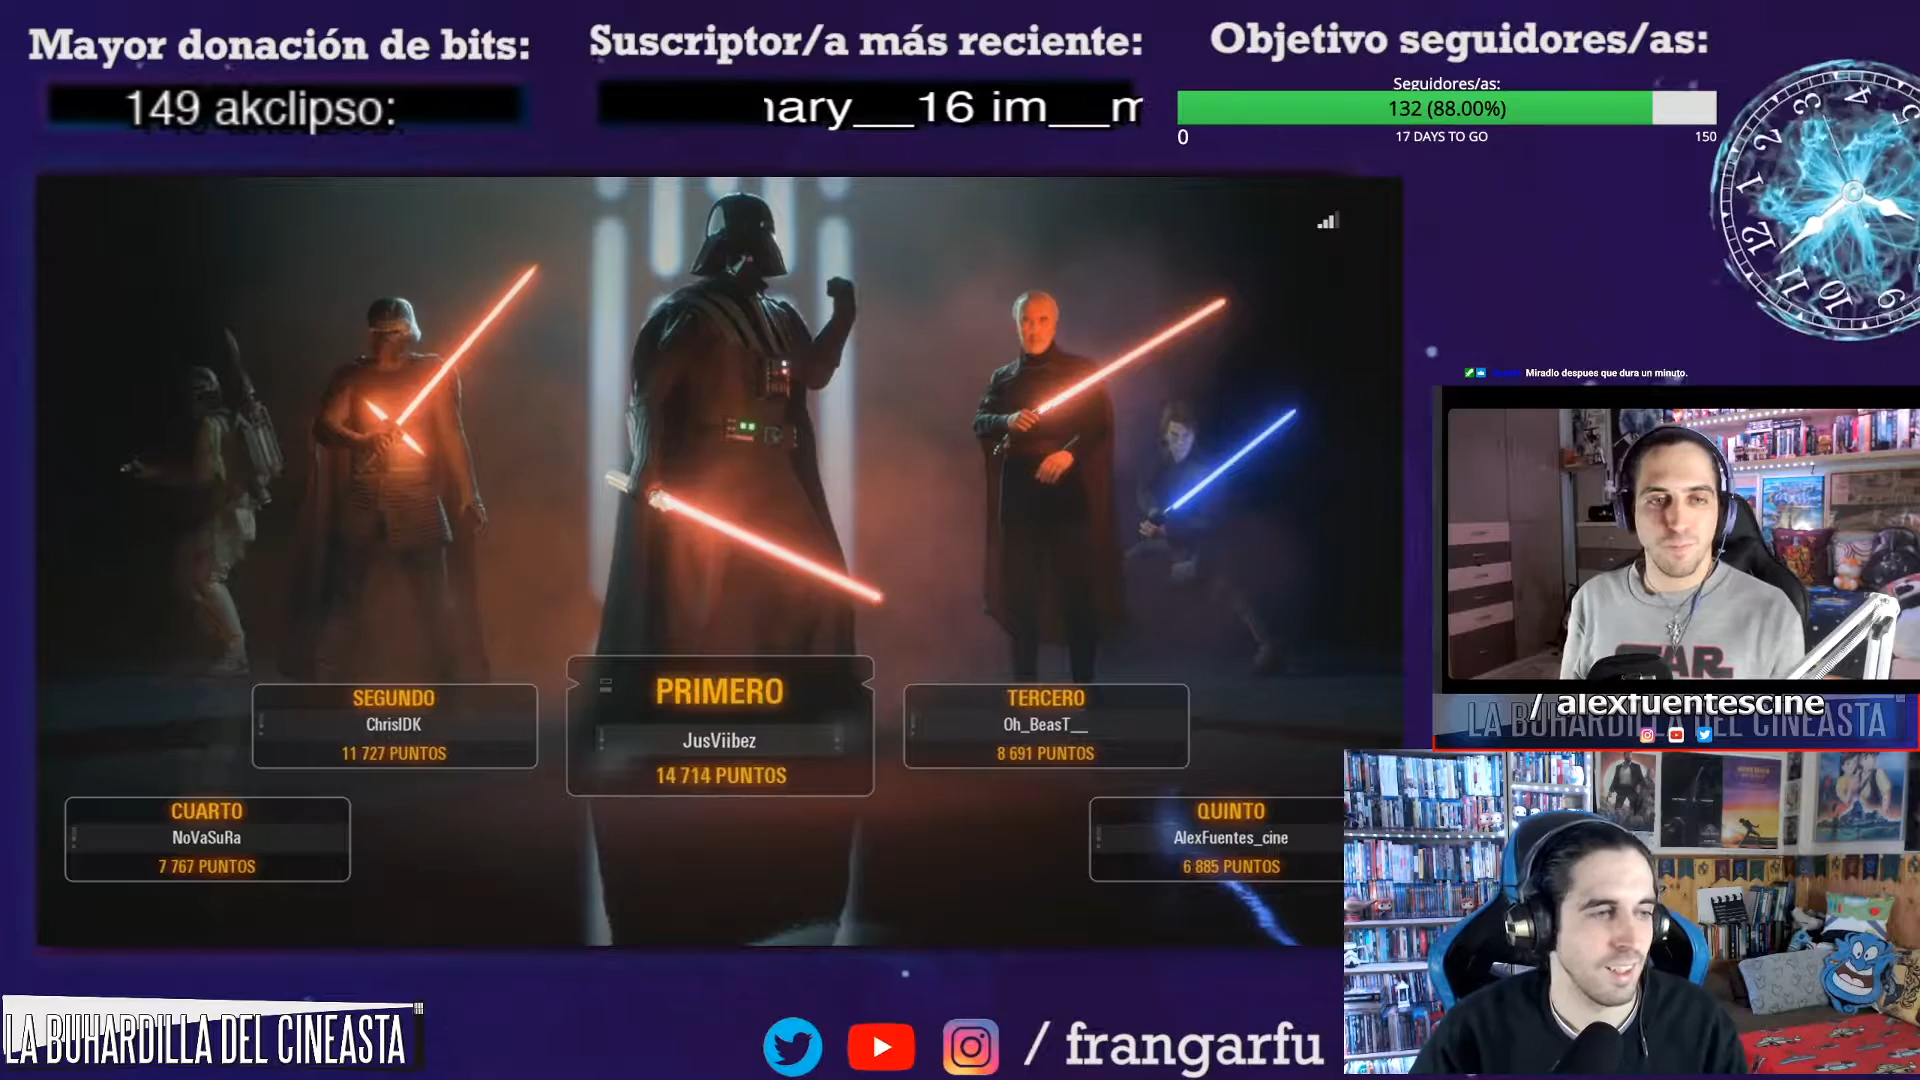 Mayor donación de bits:
149 akclipso:
Suscriptor/a más reciente:
nary__16 im__m
Objetivo seguidores/as:
Seguidores/as:
132 (88.00%)
0
17 DAYS TO GO
150
Miradlo despues que dura un minuto.
STAR
/ alexfuentescine
LA BUHARDILLA DEL CINEASTA
PRIMERO
JusViibez
14 714 PUNTOS
SEGUNDO
ChrisIDK
11 727 PUNTOS
TERCERO
Oh_BeasT__
8 691 PUNTOS
CUARTO
NoVaSuRa
7 767 PUNTOS
QUINTO
AlexFuentes_cine
6 885 PUNTOS
LA BUHARDILLA DEL CINEASTA
/ frangarfu